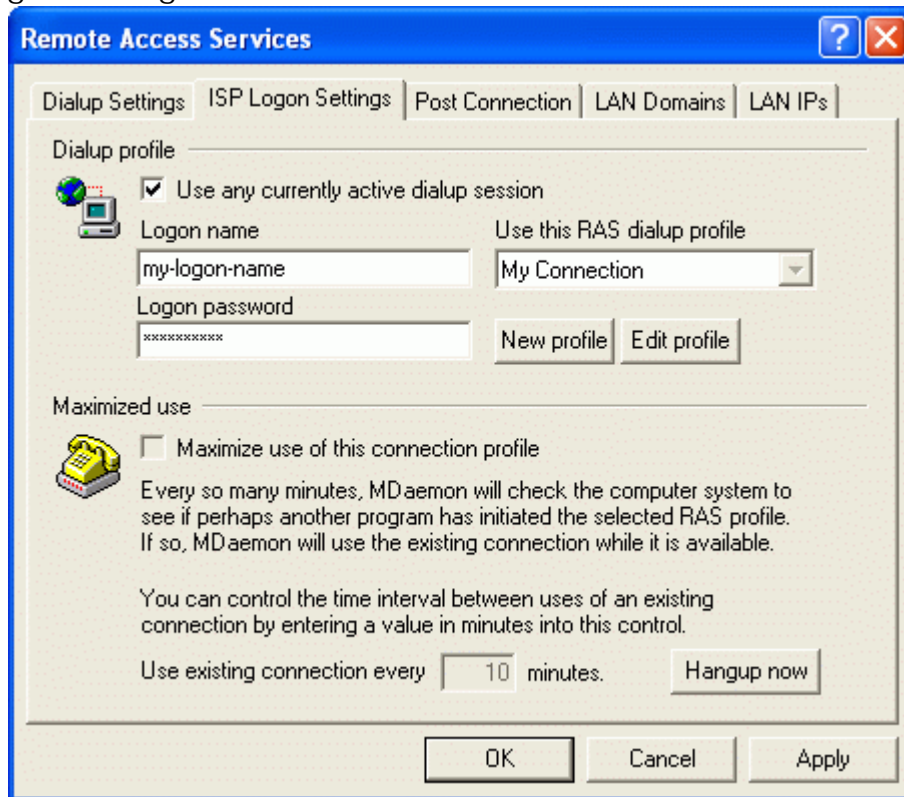 Remote Access Services
Dialup Settings ISP Logon Settings Post Connection LAN Domains LAN IPs
Dialup profile
Use any currently active dialup session
Logon name Use this RAS dialup profile
my-logon-name My Connection
Logon password
********** New profile Edit profile
Maximized use
Maximize use of this connection profile
Every so many minutes, MDaemon will check the computer system to
see if perhaps another program has initiated the selected RAS profile.
If so, MDaemon will use the existing connection while it is available.
You can control the time interval between uses of an existing
connection by entering a value in minutes into this control.
Use existing connection every 10 minutes. Hangup now
OK Cancel Apply